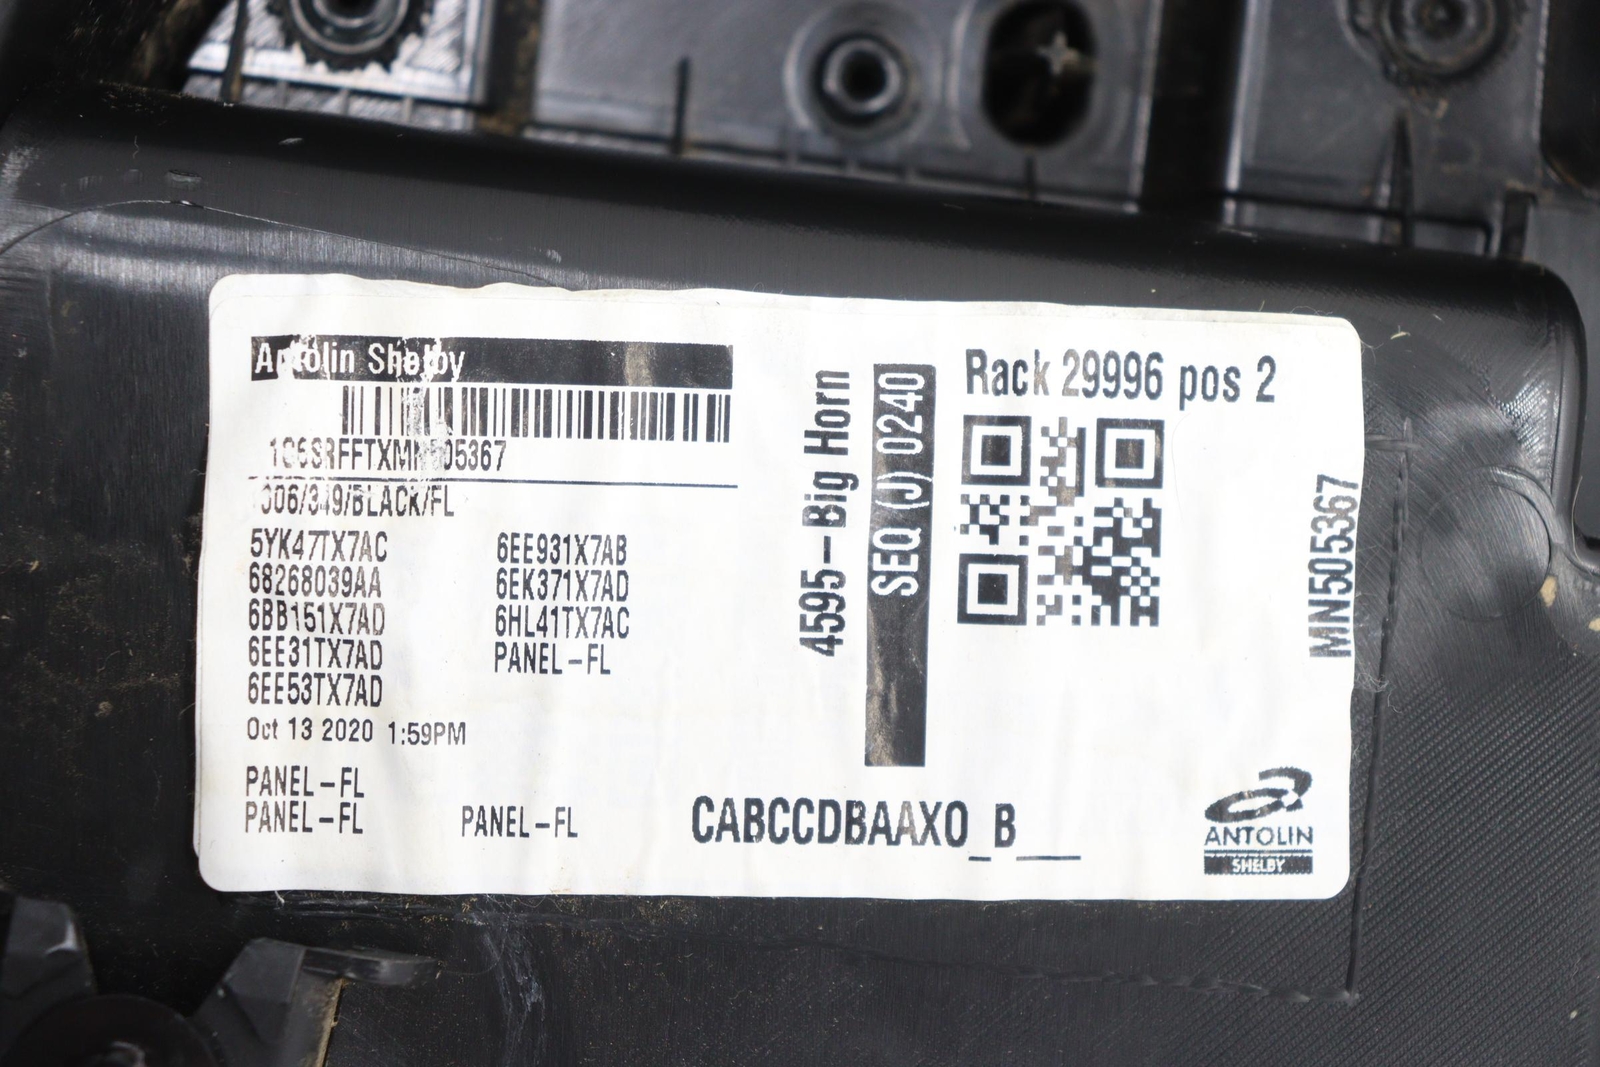 Antolin Shelby
1C6SRFFTXMN505367
1306/349/BLACK/FL
5YK47TX7AC
68268039AA
6BB151X7AD
6EE31TX7AD
6EE53TX7AD
6EE931X7AB
6EK371X7AD
6HL41TX7AC
PANEL-FL
Oct 13 2020 1:59PM
PANEL-FL
PANEL-FL
PANEL-FL
4595-Big Horn
SEQ (J) 0240
Rack 29996 pos 2
MN505367
CABCCDBAAXO_B___
ANTOLIN
SHELBY